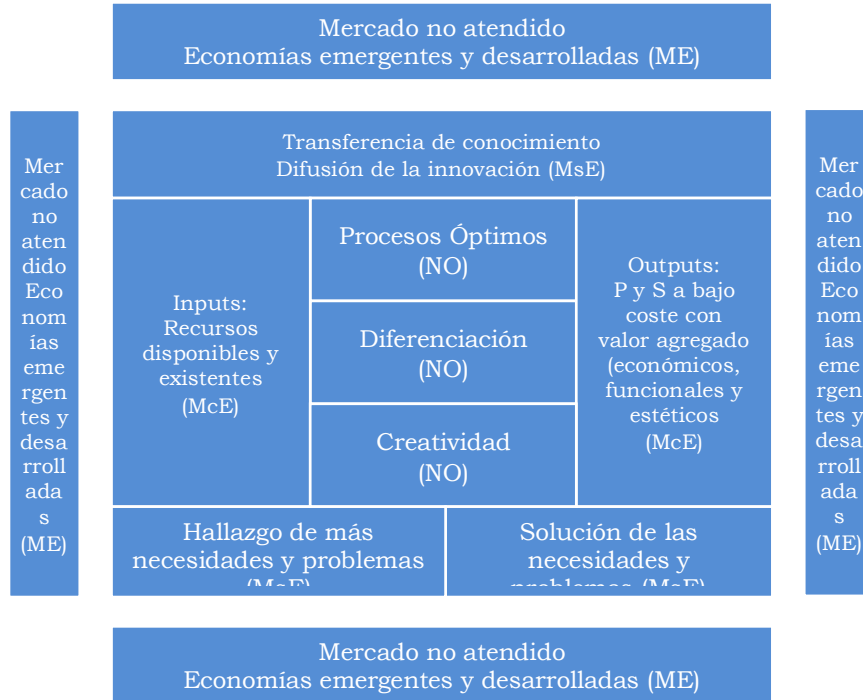 Mercado no atendido
Economías emergentes y desarrolladas (ME)
Mer
cado
no
aten
dido
Eco
nom
ías
eme
rgen
tes y
desa
rroll
ada
s
(ME)
Transferencia de conocimiento
Difusión de la innovación (MsE)
Inputs:
Recursos
disponibles y
existentes
(McE)
Procesos Óptimos
(NO)
Diferenciación
(NO)
Creatividad
(NO)
Outputs:
P y S a bajo
coste con
valor agregado
(económicos,
funcionales y
estéticos
(McE)
Hallazgo de más
necesidades y problemas
(MsE)
Solución de las
necesidades y
problemas (MsE)
Mer
cado
no
aten
dido
Eco
nom
ías
eme
rgen
tes y
desa
rroll
ada
s
(ME)
Mercado no atendido
Economías emergentes y desarrolladas (ME)